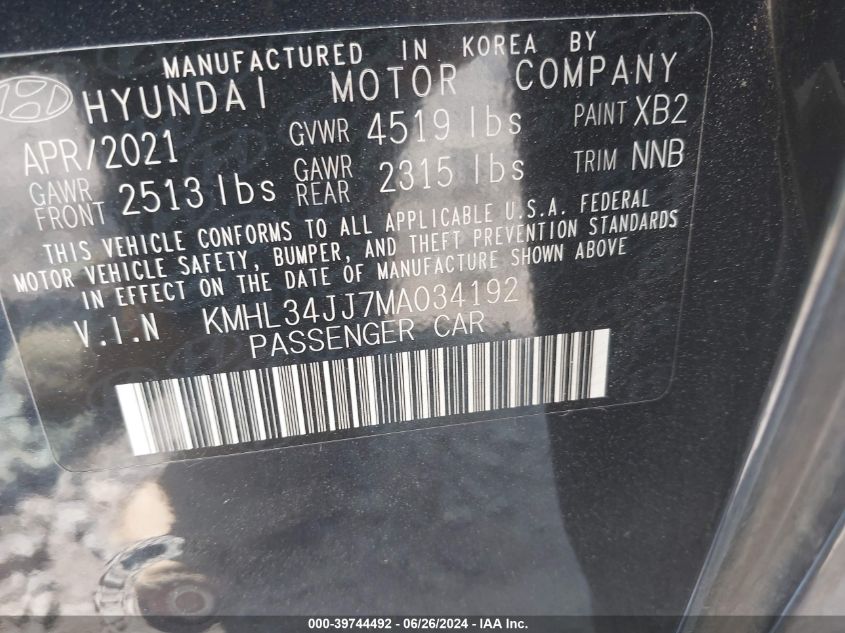 MANUFACTURED IN KOREA BY
HYUNDAI MOTOR COMPANY
APR/2021 GVWR 4519 lbs PAINT XB2
GAWR FRONT 2513 lbs GAWR REAR 2315 lbs TRIM NNB
THIS VEHICLE CONFORMS TO ALL APPLICABLE U.S.A. FEDERAL
MOTOR VEHICLE SAFETY, BUMPER, AND THEFT PREVENTION STANDARDS
IN EFFECT ON THE DATE OF MANUFACTURE SHOWN ABOVE
V.I.N KMHL34JJ7MA034192
PASSENGER CAR
000-39744492 - 06/26/2024 - IAA Inc.